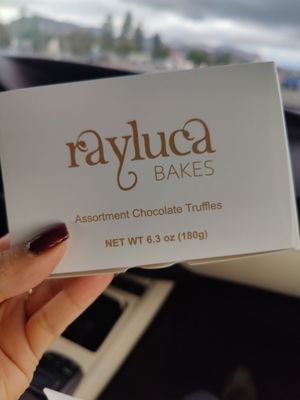 rayluca
BAKES
Assortment Chocolate Truffles
NET WT 6.3 oz (180g)